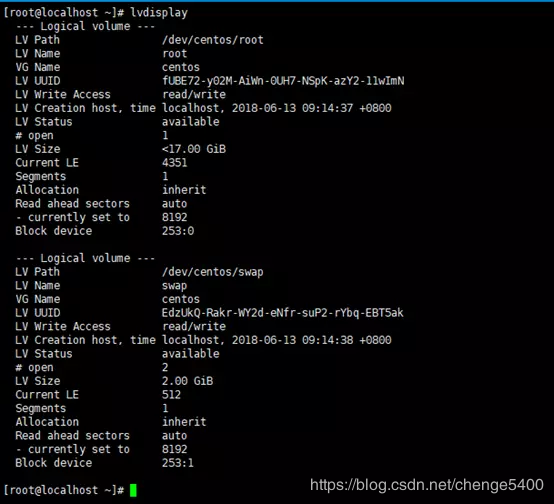 [root@localhost ~]# lvdisplay
--- Logical volume ---
LV Path /dev/centos/root
LV Name root
VG Name centos
LV UUID fUBE72-y02M-AiWn-OUH7-NSpK-azY2-11wImN
LV Write Access read/write
LV Creation host, time localhost, 2018-06-13 09:14:37 +0800
LV Status available
# open 1
LV Size <17.00 GiB
Current LE 4351
Segments 1
Allocation inherit
Read ahead sectors auto
- currently set to 8192
Block device 253:0
--- Logical volume ---
LV Path /dev/centos/swap
LV Name swap
VG Name centos
LV UUID EdzUkQ-Rakr-WY2d-eNfr-suP2-rYbq-EBT5ak
LV Write Access read/write
LV Creation host, time localhost, 2018-06-13 09:14:38 +0800
LV Status available
# open 2
LV Size 2.00 GiB
Current LE 512
Segments 1
Allocation inherit
Read ahead sectors auto
- currently set to 8192
Block device 253:1
[root@localhost ~]#
https://blog.csdn.net/chenge5400